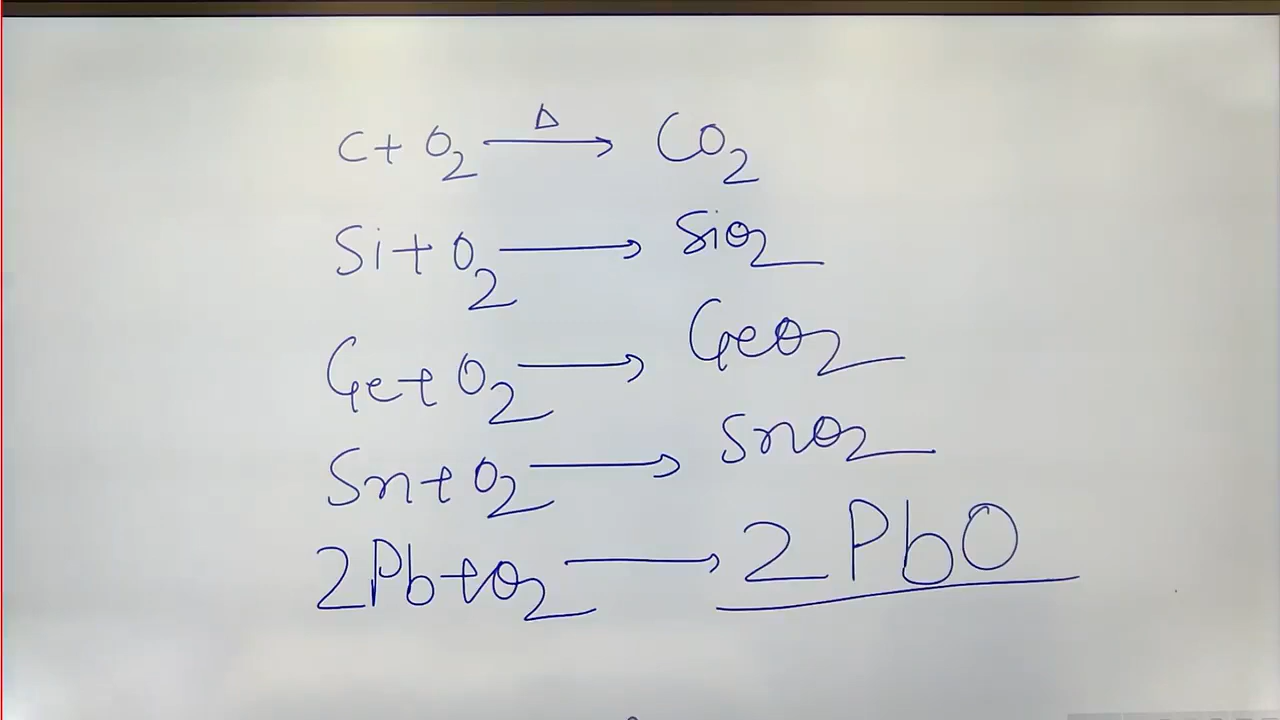 C + O₂ —Δ→ CO₂
Si + O₂ → SiO₂
Ge + O₂ → GeO₂
Sn + O₂ → SnO₂
2Pb + O₂ → 2PbO